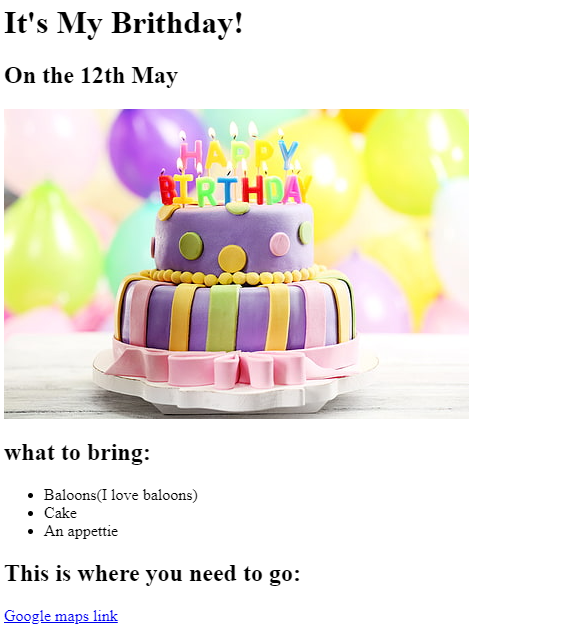 It's My Brithday!
On the 12th May
HAPPY
BIRTHDAY
what to bring:
Baloons(I love baloons)
Cake
An appettie
This is where you need to go:
Google maps link